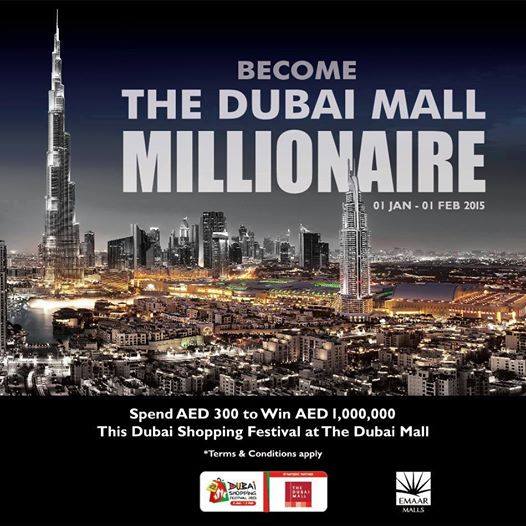 BECOME
THE DUBAI MALL
MILLIONAIRE
01 JAN - 01 FEB 2015
Spend AED 300 to Win AED 1,000,000
This Dubai Shopping Festival at The Dubai Mall
*Terms & Conditions apply
DUBAI
SHOPPING
FESTIVAL 2015
THE
DUBAI
MALL
EMAAR
MALLS